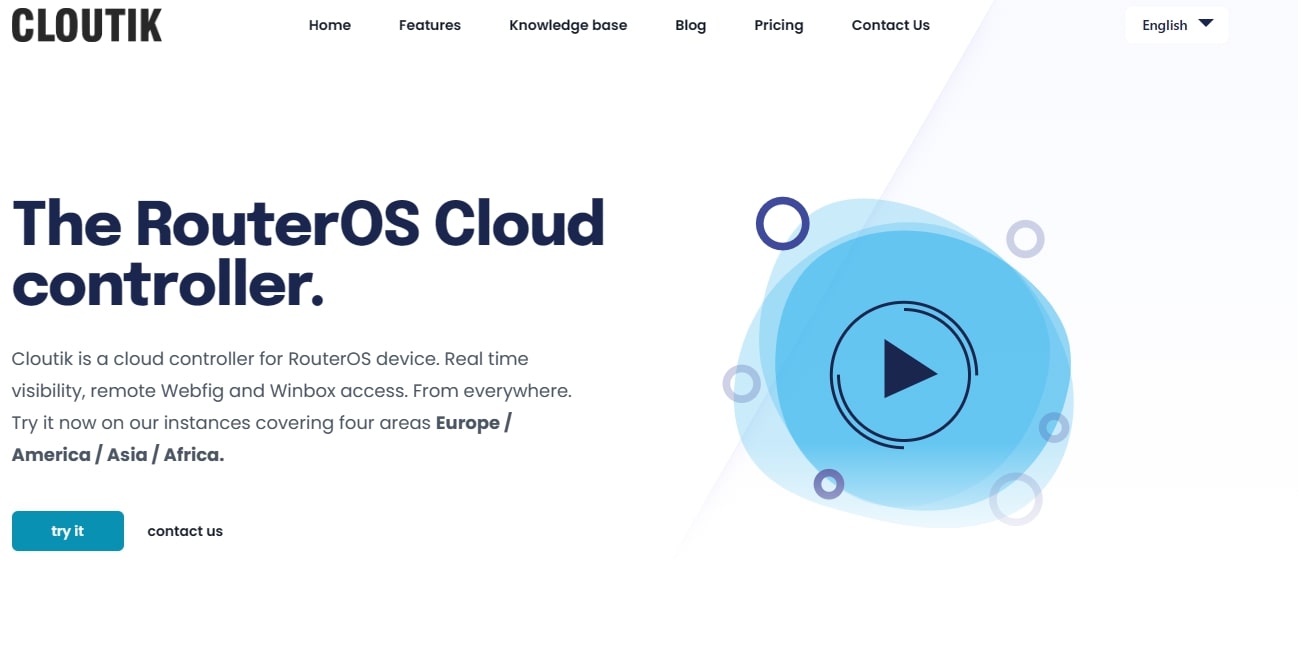 CLOUTIK
Home
Features
Knowledge base
Blog
Pricing
Contact Us
English
The RouterOS Cloud
controller.
Cloutik is a cloud controller for RouterOS device. Real time
visibility, remote Webfig and Winbox access. From everywhere.
Try it now on our instances covering four areas Europe /
America / Asia / Africa.
try it
contact us